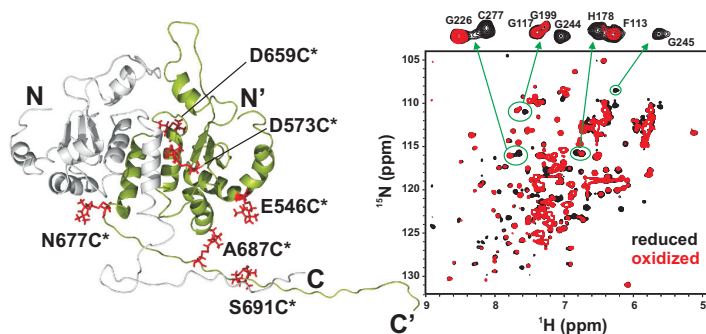 D659C*
N
N'
D573C*
E546C*
N677C*
A687C*
C
S691C*
C'
G226 C277 G117 G199 G244 H178 F113 G245
105
110
115
120
125
130
15N (ppm)
reduced
oxidized
9 8 7 6 5
1H (ppm)